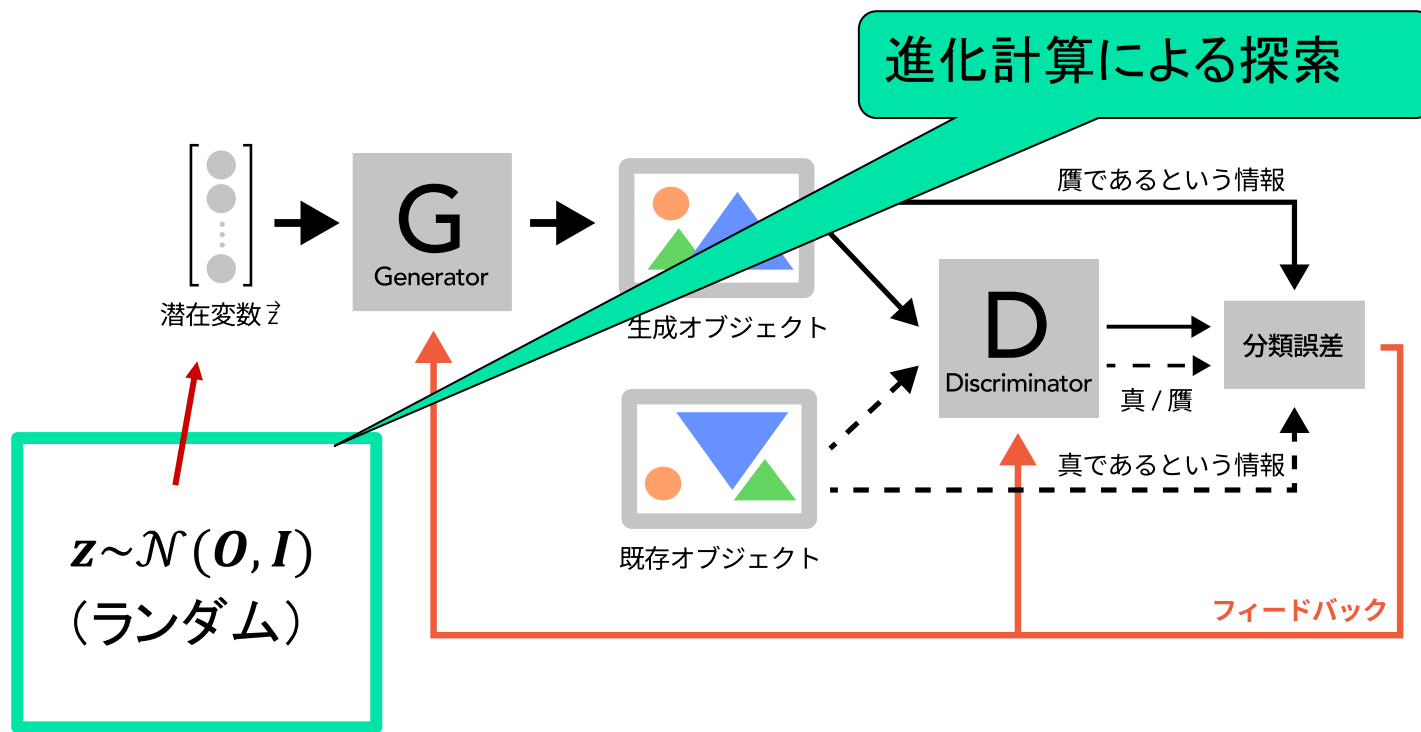 進化計算による探索
贋であるという情報
G
Generator
潜在変数 z⃗
生成オブジェクト
D
Discriminator
真 / 贋
分類誤差
真であるという情報
既存オブジェクト
z~𝒩(O, I)
（ランダム）
フィードバック